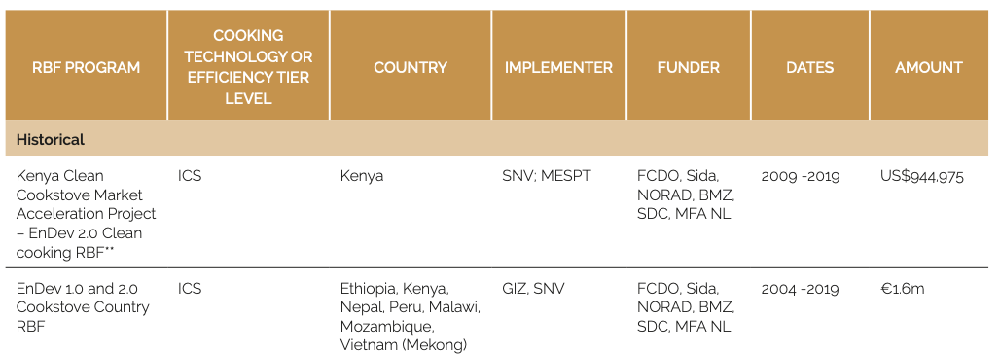 RBF PROGRAM
COOKING
TECHNOLOGY OR
EFFICIENCY TIER
LEVEL
COUNTRY
IMPLEMENTER
FUNDER
DATES
AMOUNT
Historical
Kenya Clean
Cookstove Market
Acceleration Project
– EnDev 2.0 Clean
cooking RBF**
ICS
Kenya
SNV; MESPT
FCDO, Sida,
NORAD, BMZ,
SDC, MFA NL
2009 -2019
US$944,975
EnDev 1.0 and 2.0
Cookstove Country
RBF
ICS
Ethiopia, Kenya,
Nepal, Peru, Malawi,
Mozambique,
Vietnam (Mekong)
GIZ, SNV
FCDO, Sida,
NORAD, BMZ,
SDC, MFA NL
2004 -2019
€1.6m